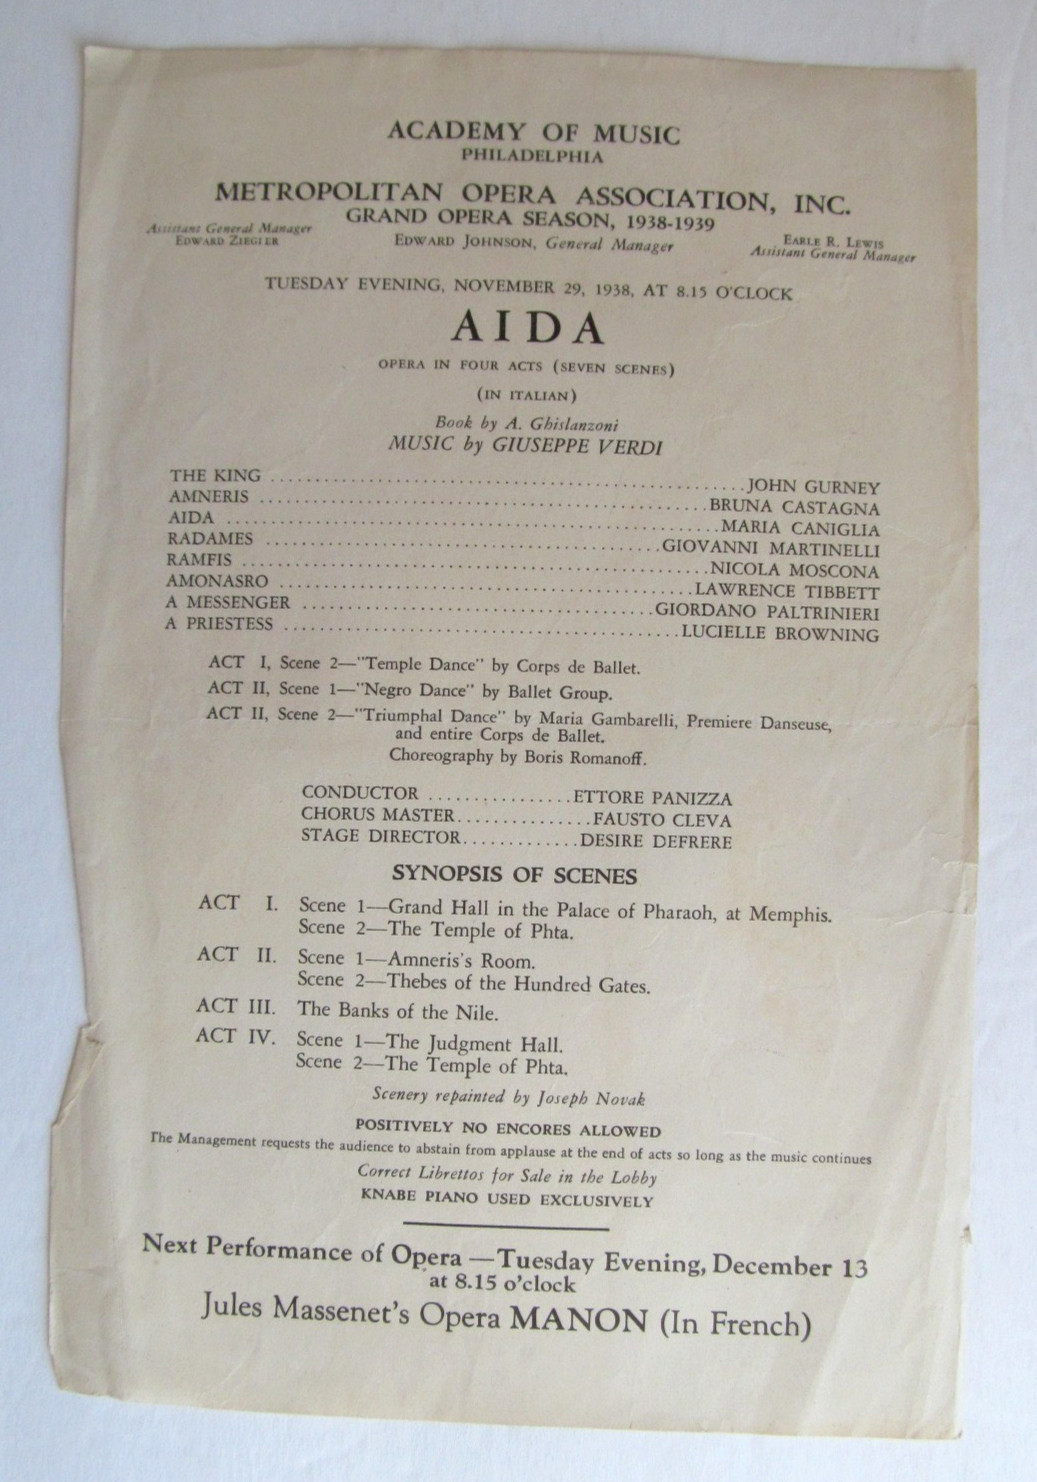 ACADEMY OF MUSIC
PHILADELPHIA
METROPOLITAN OPERA ASSOCIATION, INC.
GRAND OPERA SEASON, 1938-1939
Assistant General Manager
EDWARD ZIEGLER
EDWARD JOHNSON, General Manager
EARLE R. LEWIS
Assistant General Manager
TUESDAY EVENING, NOVEMBER 29, 1938, AT 8.15 O'CLOCK
AIDA
OPERA IN FOUR ACTS (SEVEN SCENES)
(IN ITALIAN)
Book by A. Ghislanzoni
MUSIC by GIUSEPPE VERDI
THE KING ........ JOHN GURNEY
AMNERIS ........ BRUNA CASTAGNA
AIDA ........ MARIA CANIGLIA
RADAMES ........ GIOVANNI MARTINELLI
RAMFIS ........ NICOLA MOSCONA
AMONASRO ........ LAWRENCE TIBBETT
A MESSENGER ........ GIORDANO PALTRINIERI
A PRIESTESS ........ LUCIELLE BROWNING
ACT I, Scene 2—"Temple Dance" by Corps de Ballet.
ACT II, Scene 1—"Negro Dance" by Ballet Group.
ACT II, Scene 2—"Triumphal Dance" by Maria Gambarelli, Premiere Danseuse,
and entire Corps de Ballet.
Choreography by Boris Romanoff.
CONDUCTOR ........ ETTORE PANIZZA
CHORUS MASTER ........ FAUSTO CLEVA
STAGE DIRECTOR ........ DESIRE DEFRERE
SYNOPSIS OF SCENES
ACT I. Scene 1—Grand Hall in the Palace of Pharaoh, at Memphis.
Scene 2—The Temple of Phta.
ACT II. Scene 1—Amneris's Room.
Scene 2—Thebes of the Hundred Gates.
ACT III. The Banks of the Nile.
ACT IV. Scene 1—The Judgment Hall.
Scene 2—The Temple of Phta.
Scenery repainted by Joseph Novak
POSITIVELY NO ENCORES ALLOWED
The Management requests the audience to abstain from applause at the end of acts so long as the music continues
Correct Librettos for Sale in the Lobby
KNABE PIANO USED EXCLUSIVELY
Next Performance of Opera —Tuesday Evening, December 13
at 8.15 o'clock
Jules Massenet's Opera MANON (In French)